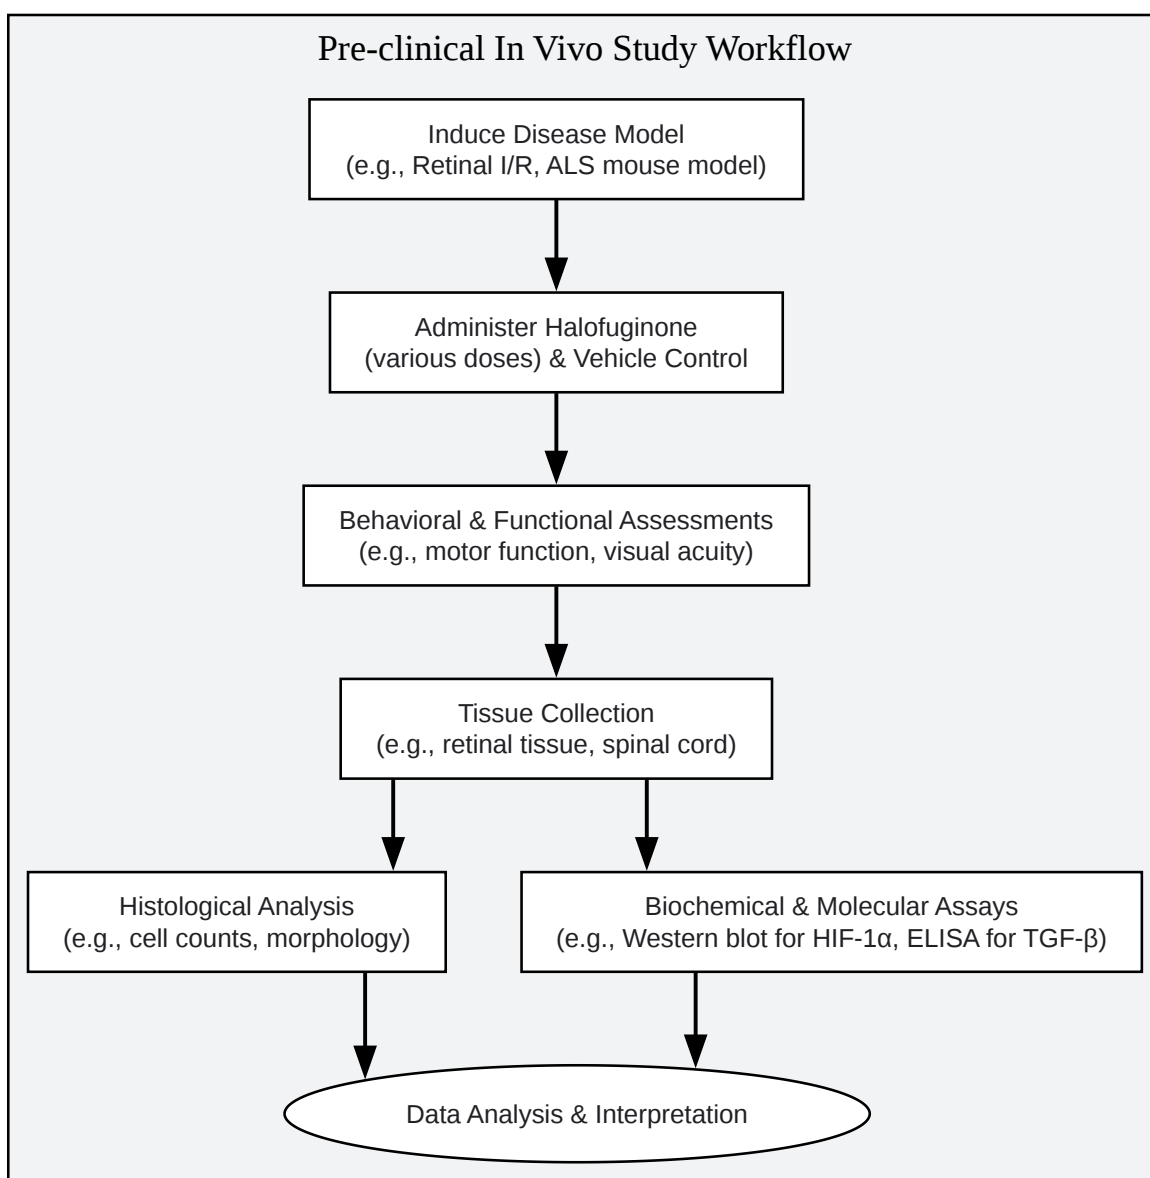 Pre-clinical In Vivo Study Workflow
Induce Disease Model
(e.g., Retinal I/R, ALS mouse model)
Administer Halofuginone
(various doses) & Vehicle Control
Behavioral & Functional Assessments
(e.g., motor function, visual acuity)
Tissue Collection
(e.g., retinal tissue, spinal cord)
Histological Analysis
(e.g., cell counts, morphology)
Biochemical & Molecular Assays
(e.g., Western blot for HIF-1α, ELISA for TGF-β)
Data Analysis & Interpretation